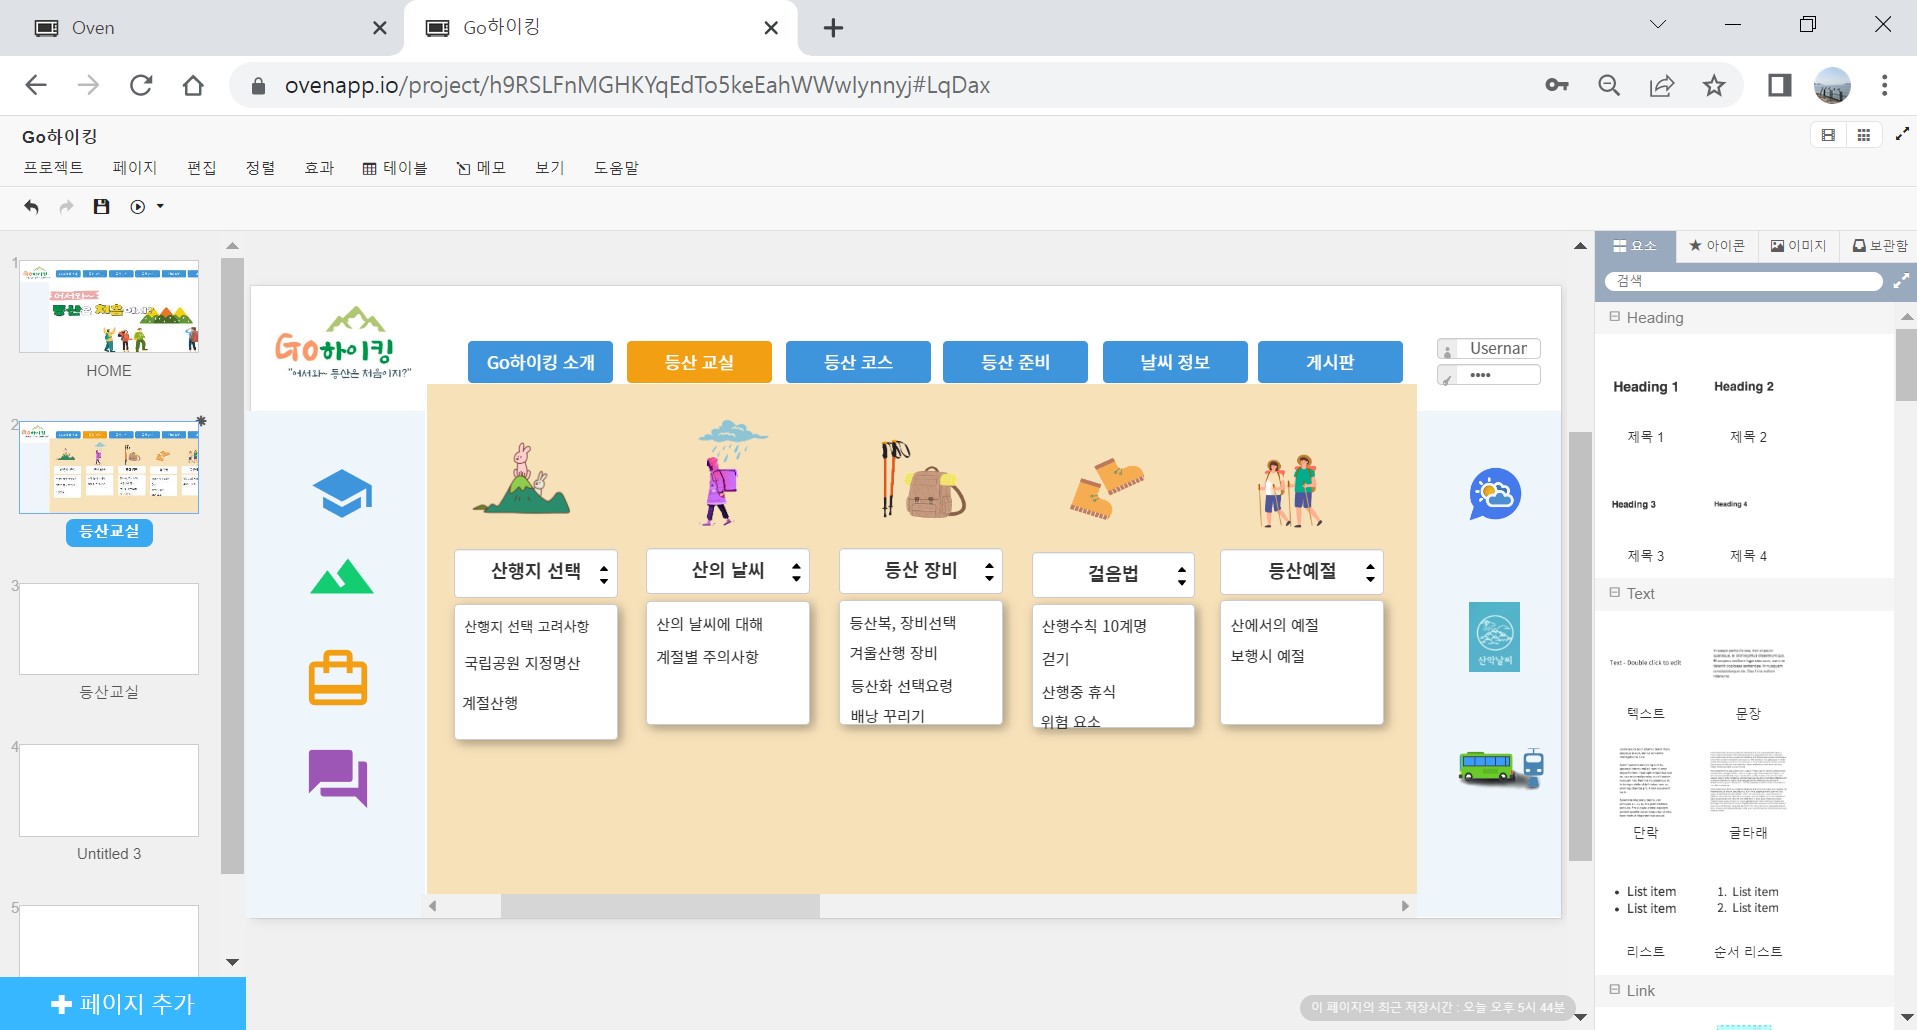 Oven
Go하이킹
ovenapp.io/project/h9RSLFnMGHKYqEdTo5keEahWWwlynnyj#LqDax
Go하이킹
프로젝트 페이지 편집 정렬 효과 테이블 메모 보기 도움말
1
어서와~
등산은 처음이지?
HOME
2
등산교실
3
등산교실
4
Untitled 3
5
페이지 추가
Go하이킹
"어서와~ 등산은 처음이지?"
Go하이킹 소개 등산 교실 등산 코스 등산 준비 날씨 정보 게시판
Usernar
••••
산행지 선택
산행지 선택 고려사항
국립공원 지정명산
계절산행
산의 날씨
산의 날씨에 대해
계절별 주의사항
등산 장비
등산복, 장비선택
겨울산행 장비
등산화 선택요령
배낭 꾸리기
걸음법
산행수칙 10계명
걷기
산행중 휴식
위험 요소
등산예절
산에서의 예절
보행시 예절
산악날씨
이 페이지의 최근 저장시간 : 오늘 오후 5시 44분
요소 아이콘 이미지 보관함
검색
Heading
Heading 1 Heading 2
제목 1 제목 2
Heading 3 Heading 4
제목 3 제목 4
Text
Text - Double click to edit
텍스트 문장
단락 글타래
• List item
• List item
1. List item
2. List item
리스트 순서 리스트
Link